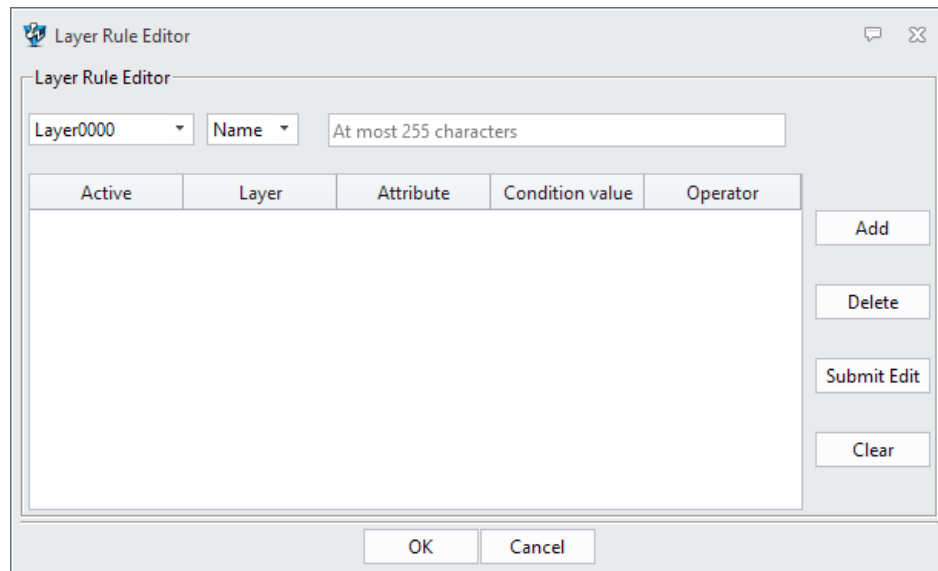 Layer Rule Editor
Layer Rule Editor
Layer0000 Name At most 255 characters
Active Layer Attribute Condition value Operator
Add
Delete
Submit Edit
Clear
OK Cancel